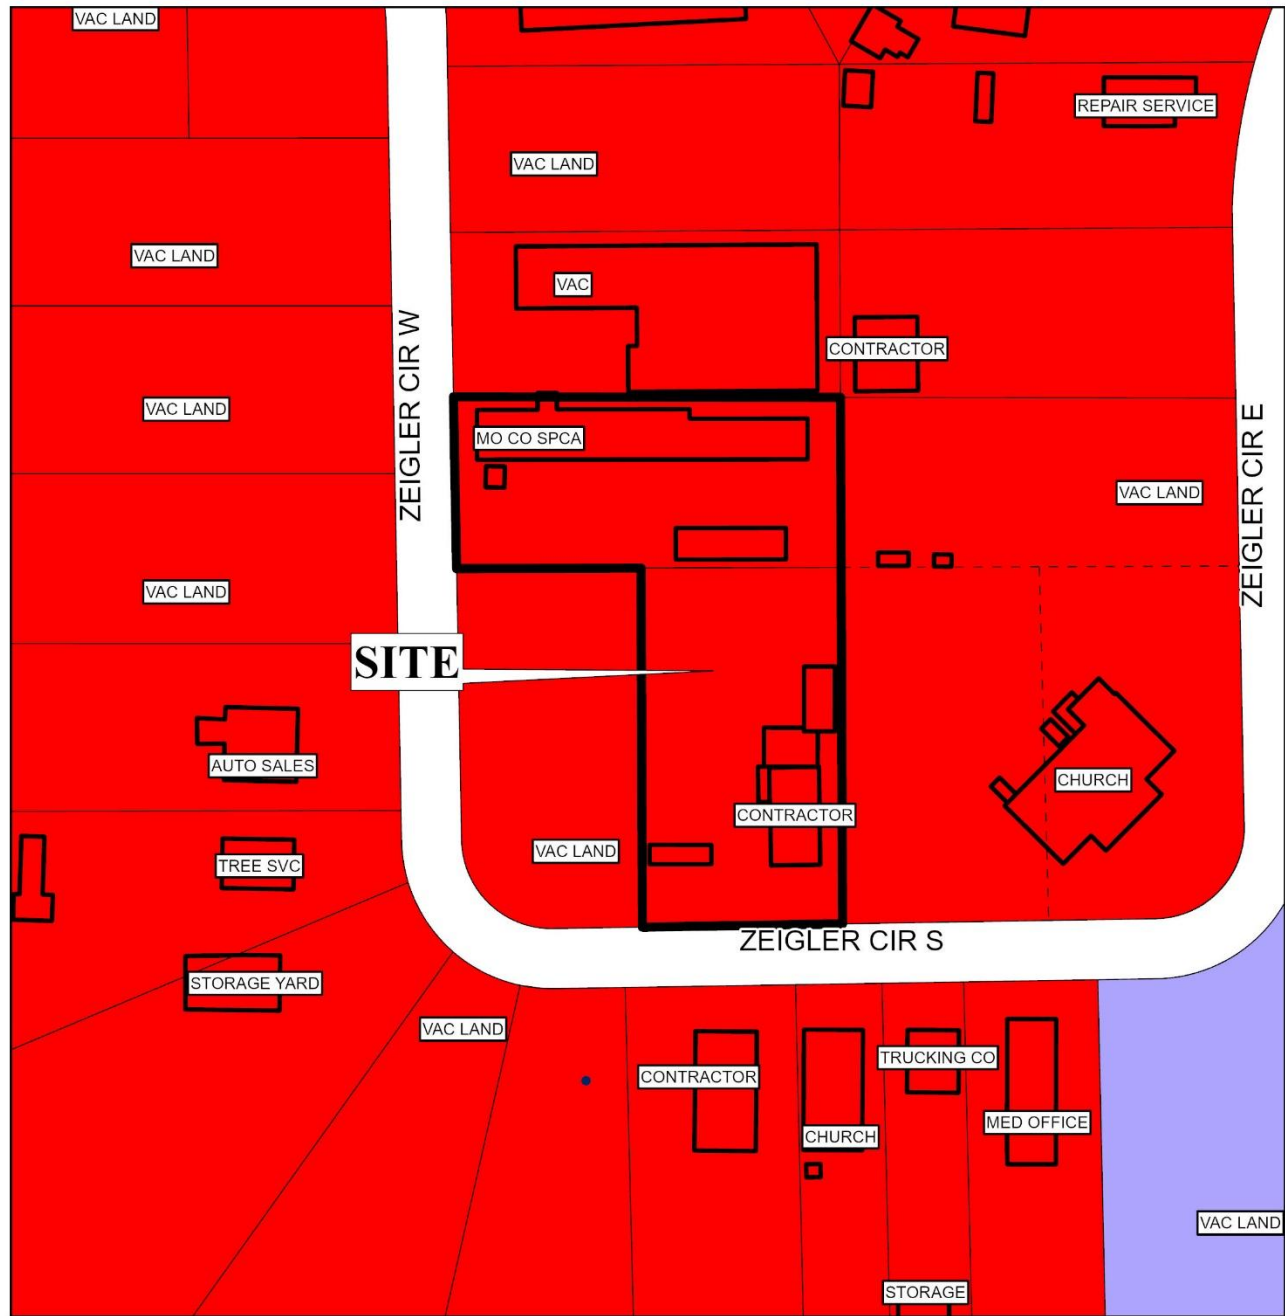 VAC LAND
REPAIR SERVICE
VAC LAND
VAC LAND
VAC
CONTRACTOR
ZEIGLER CIR W
VAC LAND
MO CO SPCA
VAC LAND
ZEIGLER CIR E
VAC LAND
SITE
AUTO SALES
CHURCH
CONTRACTOR
VAC LAND
TREE SVC
ZEIGLER CIR S
STORAGE YARD
VAC LAND
TRUCKING CO
CONTRACTOR
MED OFFICE
CHURCH
VAC LAND
STORAGE